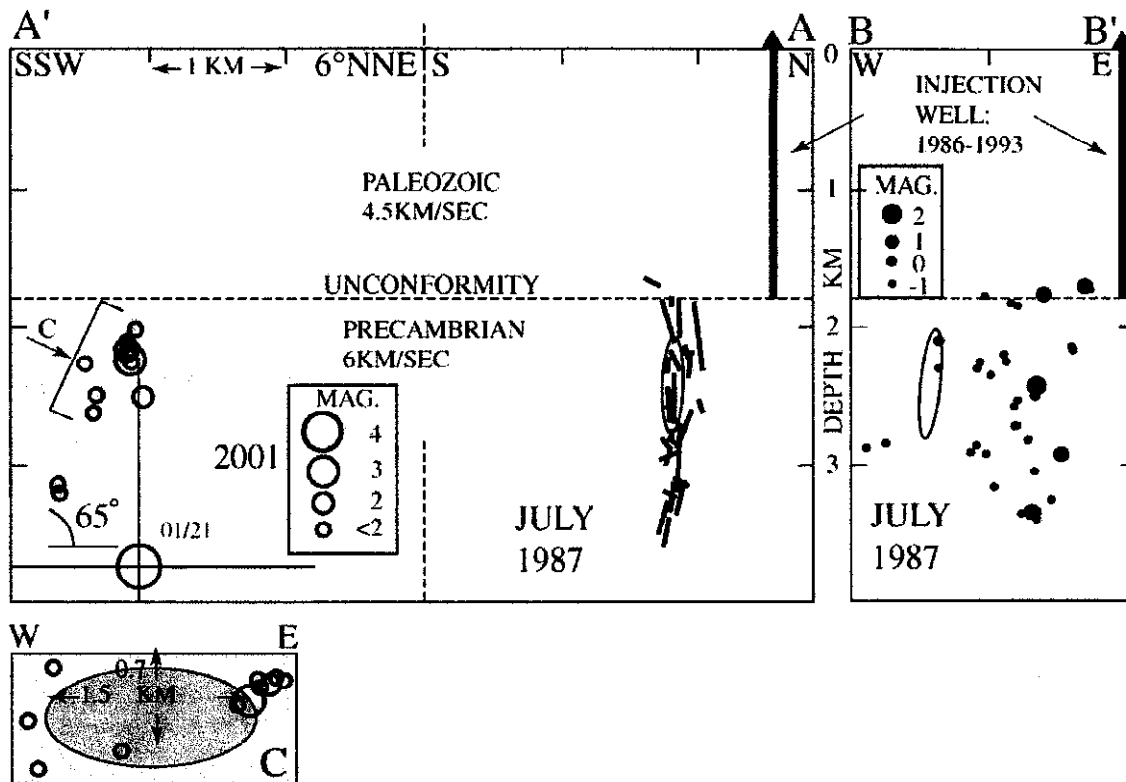 A'
A
B
B'
SSW
1 KM
6°NNE
S
N
0
W
E
INJECTION
WELL:
1986-1993
PALEOZOIC
4.5KM/SEC
1
MAG.
2
1
0
-1
KM
UNCONFORMITY
C
PRECAMBRIAN
6KM/SEC
2
DEPTH
MAG.
4
3
2
<2
2001
3
65°
01/21
JULY
1987
JULY
1987
W
E
0.7
1.5 KM
C